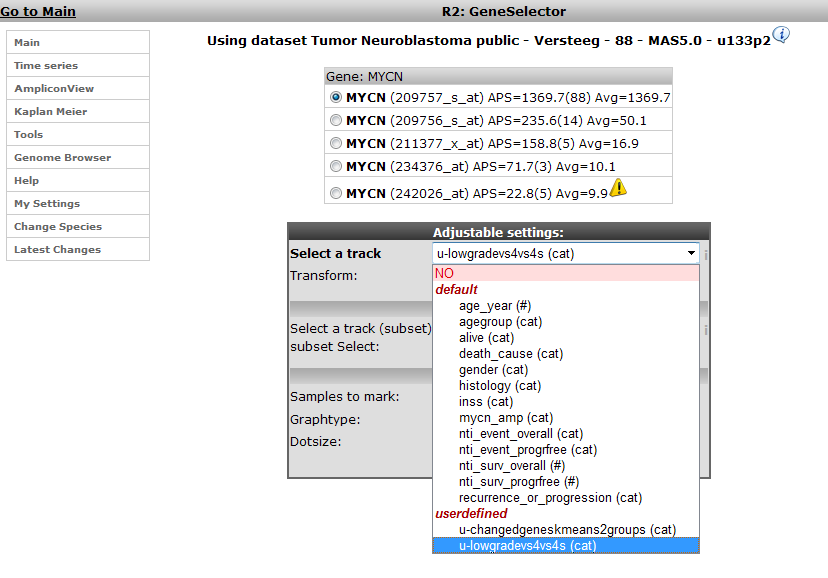 Go to Main
R2: GeneSelector
Main
Time series
AmpliconView
Kaplan Meier
Tools
Genome Browser
Help
My Settings
Change Species
Latest Changes
Using dataset Tumor Neuroblastoma public - Versteeg - 88 - MAS5.0 - u133p2
Gene: MYCN
MYCN (209757_s_at) APS=1369.7(88) Avg=1369.7
MYCN (209756_s_at) APS=235.6(14) Avg=50.1
MYCN (211377_x_at) APS=158.8(5) Avg=16.9
MYCN (234376_at) APS=71.7(3) Avg=10.1
MYCN (242026_at) APS=22.8(5) Avg=9.9
Adjustable settings:
Select a track
u-lowgradevs4vs4s (cat)
Transform:
Select a track (subset)
subset Select:
Samples to mark:
Graphtype:
Dotsize:
NO
default
age_year (#)
agegroup (cat)
alive (cat)
death_cause (cat)
gender (cat)
histology (cat)
inss (cat)
mycn_amp (cat)
nti_event_overall (cat)
nti_event_progrfree (cat)
nti_surv_overall (#)
nti_surv_progrfree (#)
recurrence_or_progression (cat)
userdefined
u-changedgeneskmeans2groups (cat)
u-lowgradevs4vs4s (cat)